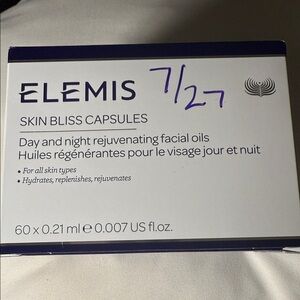 ELEMIS 7/27
SKIN BLISS CAPSULES
Day and night rejuvenating facial oils
Huiles régénérantes pour le visage jour et nuit
• For all skin types
• Hydrates, replenishes, rejuvenates
60 x 0.21 ml ℮ 0.007 US fl.oz.